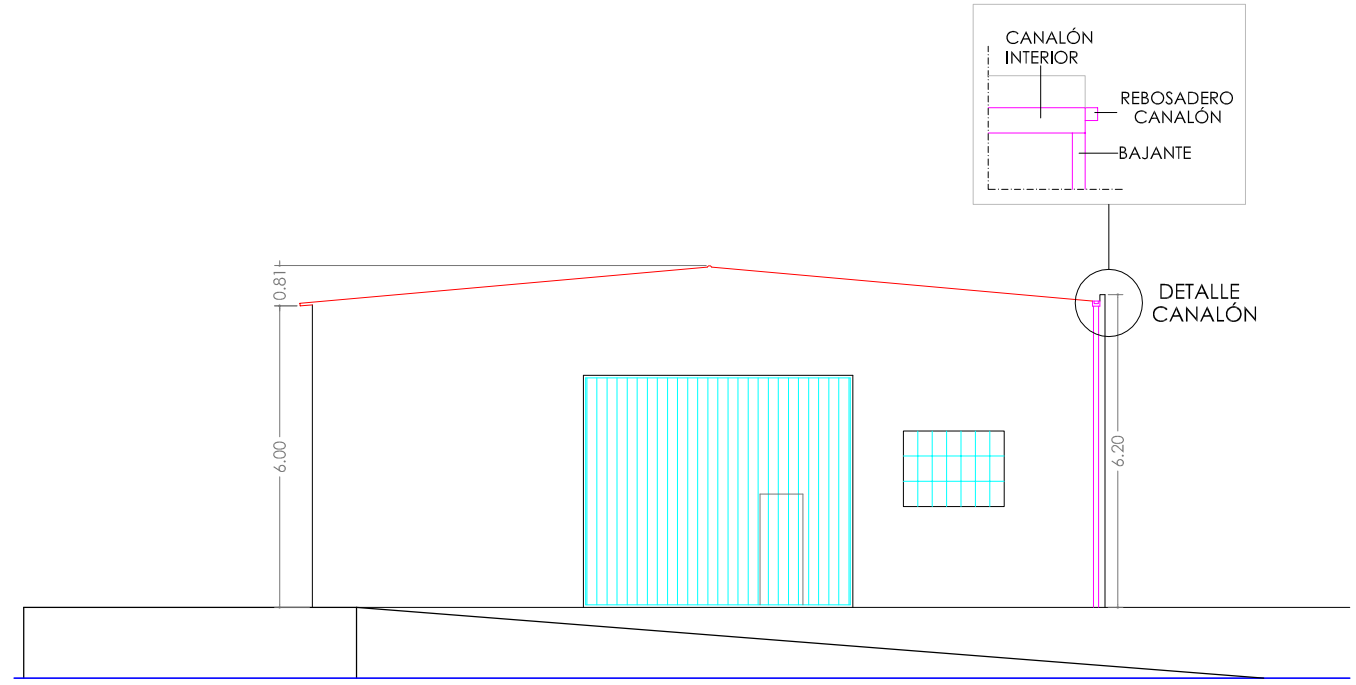 CANALÓN
INTERIOR
REBOSADERO
CANALÓN
BAJANTE
0.81
DETALLE
CANALÓN
6.00
6.20